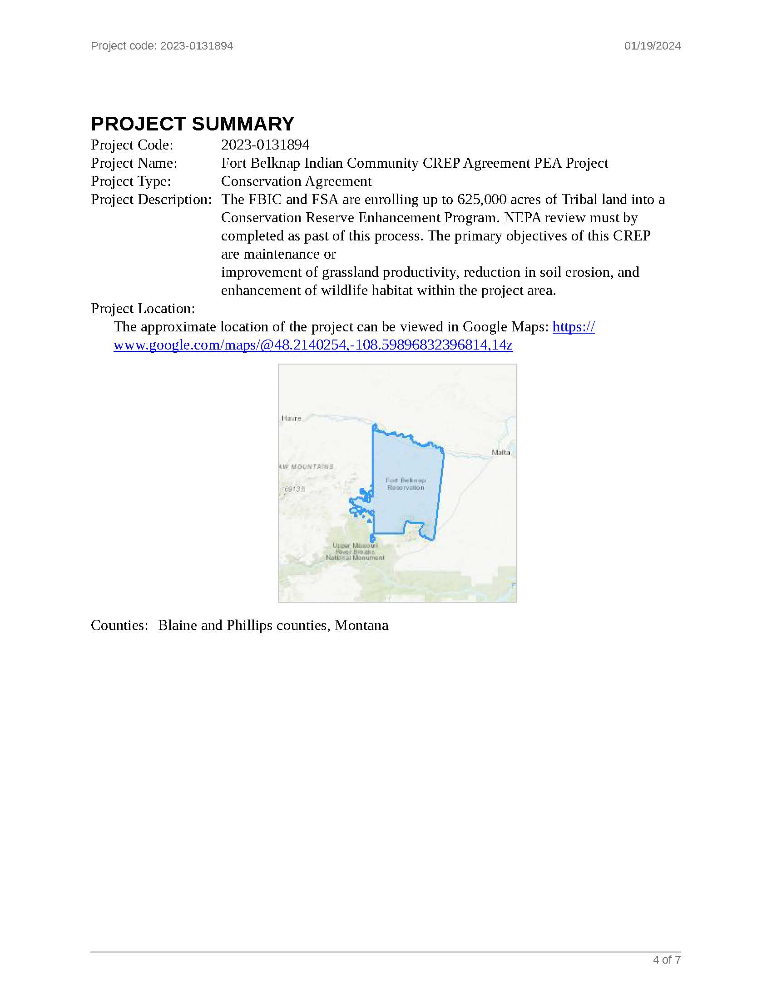 Project code: 2023-0131894
01/19/2024
PROJECT SUMMARY
Project Code: 2023-0131894
Project Name: Fort Belknap Indian Community CREP Agreement PEA Project
Project Type: Conservation Agreement
Project Description: The FBIC and FSA are enrolling up to 625,000 acres of Tribal land into a
Conservation Reserve Enhancement Program. NEPA review must by
completed as past of this process. The primary objectives of this CREP
are maintenance or
improvement of grassland productivity, reduction in soil erosion, and
enhancement of wildlife habitat within the project area.
Project Location:
The approximate location of the project can be viewed in Google Maps: https://
www.google.com/maps/@48.2140254,-108.59896832396814,14z
Havre
Malta
AW MOUNTAINS
Fort Belknap
Reservation
6913 ft
Upper Missouri
River Breaks
National Monument
F
Counties: Blaine and Phillips counties, Montana
4 of 7